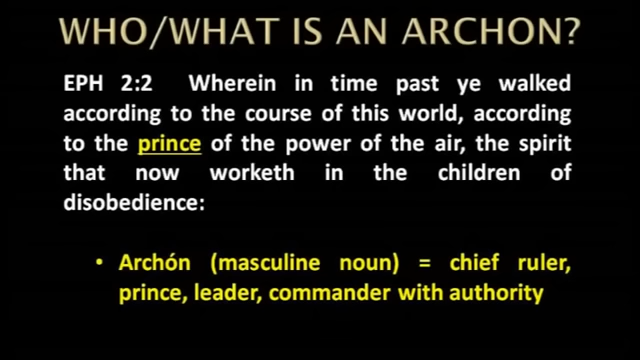 WHO/WHAT IS AN ARCHON?
EPH 2:2 Wherein in time past ye walked
according to the course of this world, according
to the prince of the power of the air, the spirit
that now worketh in the children of
disobedience:
• Archón (masculine noun) = chief ruler,
prince, leader, commander with authority